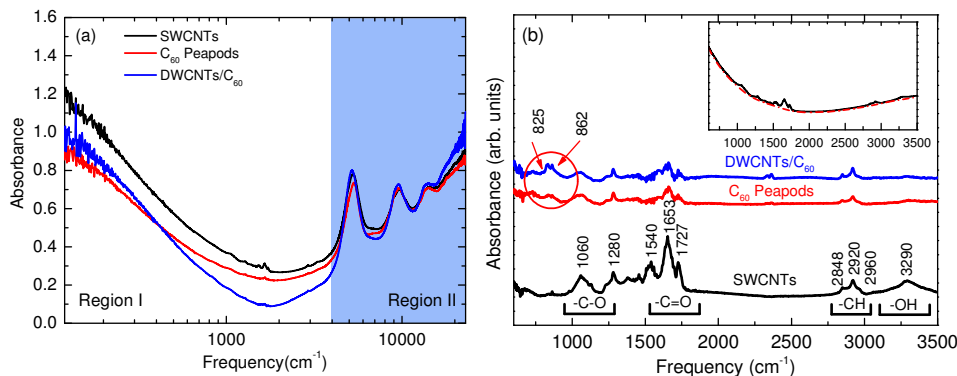 (a)
SWCNTs
C60 Peapods
DWCNTs/C60
1.6
1.4
1.2
1.0
0.8
0.6
0.4
0.2
0.0
Absorbance
Region I
Region II
1000
10000
Frequency(cm-1)
(b)
Absorbance (arb. units)
825
862
1000 1500 2000 2500 3000 3500
DWCNTs/C60
C60 Peapods
1060
1280
1540
1653
1727
SWCNTs
2848
2920
2960
3290
-C-O
-C=O
-CH
-OH
1000 1500 2000 2500 3000 3500
Frequency (cm-1)